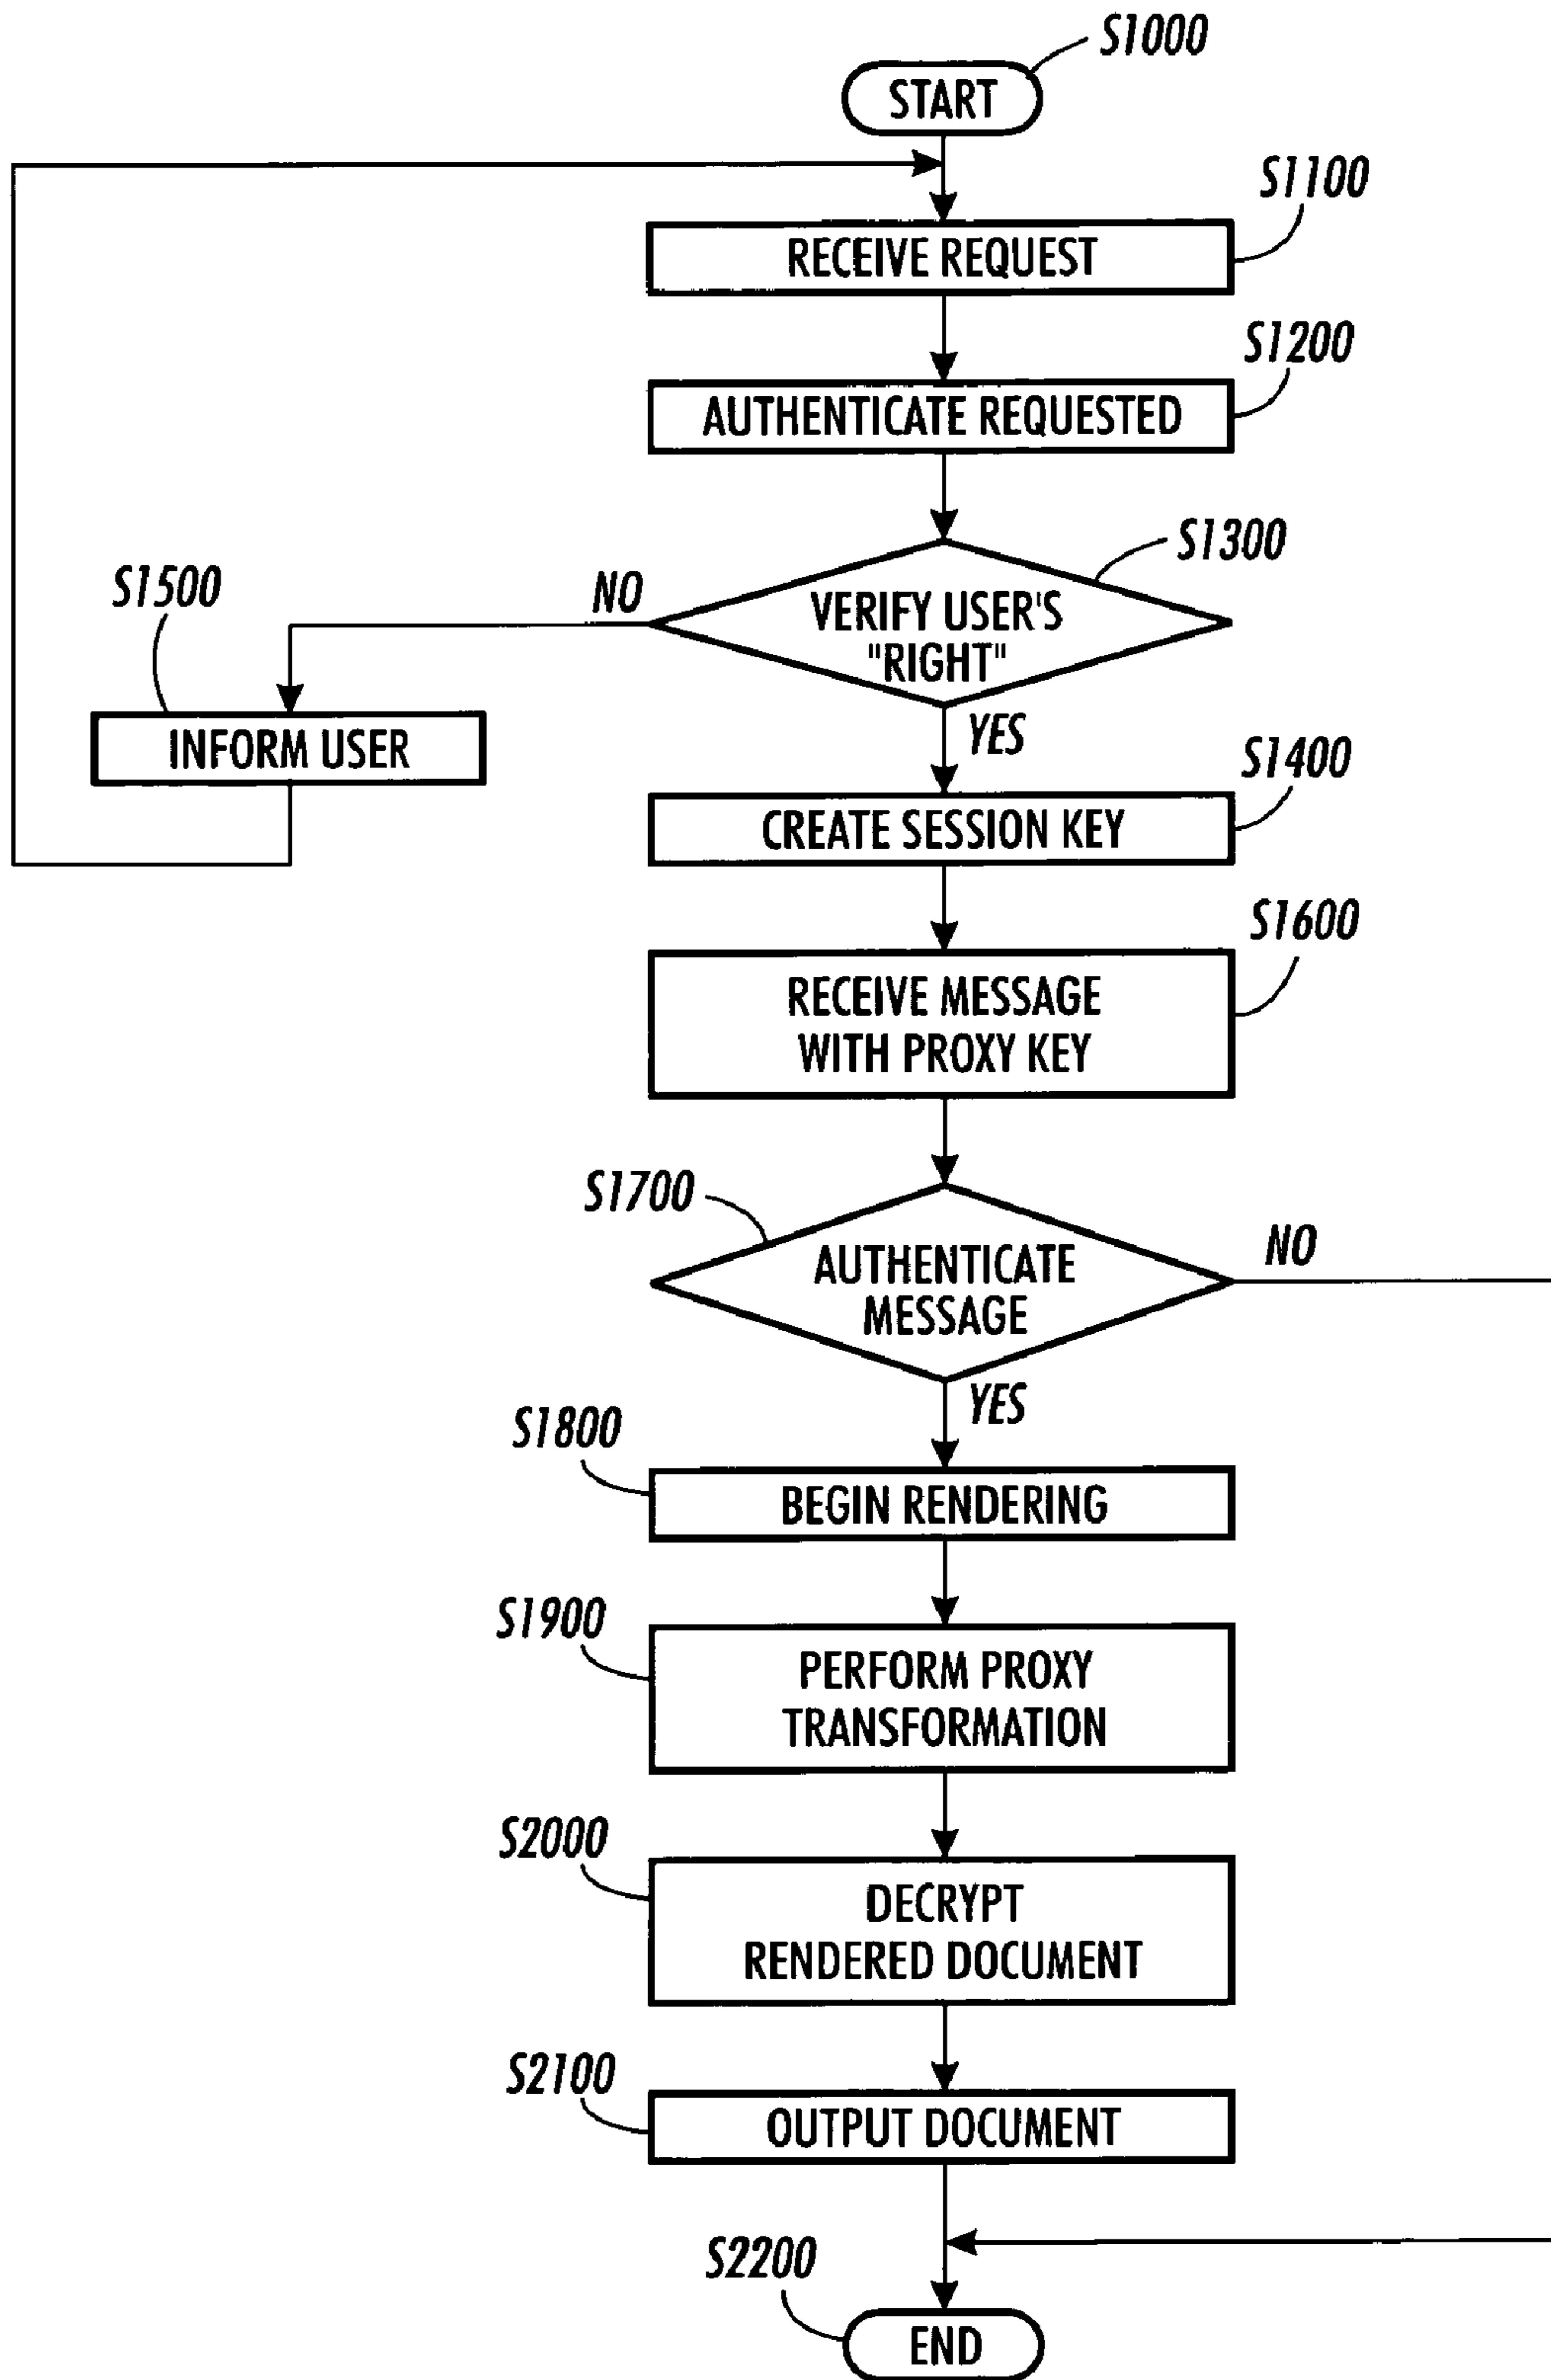 S1000
START
S1100
RECEIVE REQUEST
S1200
AUTHENTICATE REQUESTED
S1300
VERIFY USER'S
"RIGHT"
NO
S1500
INFORM USER
YES
S1400
CREATE SESSION KEY
S1600
RECEIVE MESSAGE
WITH PROXY KEY
S1700
AUTHENTICATE
MESSAGE
NO
YES
S1800
BEGIN RENDERING
S1900
PERFORM PROXY
TRANSFORMATION
S2000
DECRYPT
RENDERED DOCUMENT
S2100
OUTPUT DOCUMENT
S2200
END